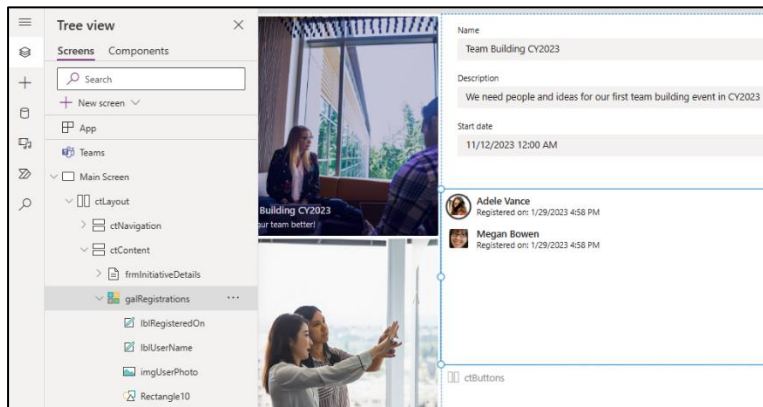 Tree view
Screens Components
Search
New screen
App
Teams
Main Screen
ctLayout
ctNavigation
ctContent
frmInitiativeDetails
galRegistrations
lblRegisteredOn
lblUserName
imgUserPhoto
Rectangle10
Building CY2023
ur team better!
Name
Team Building CY2023
Description
We need people and ideas for our first team building event in CY2023
Start date
11/12/2023 12:00 AM
Adele Vance
Registered on: 1/29/2023 4:58 PM
Megan Bowen
Registered on: 1/29/2023 4:58 PM
ctButtons